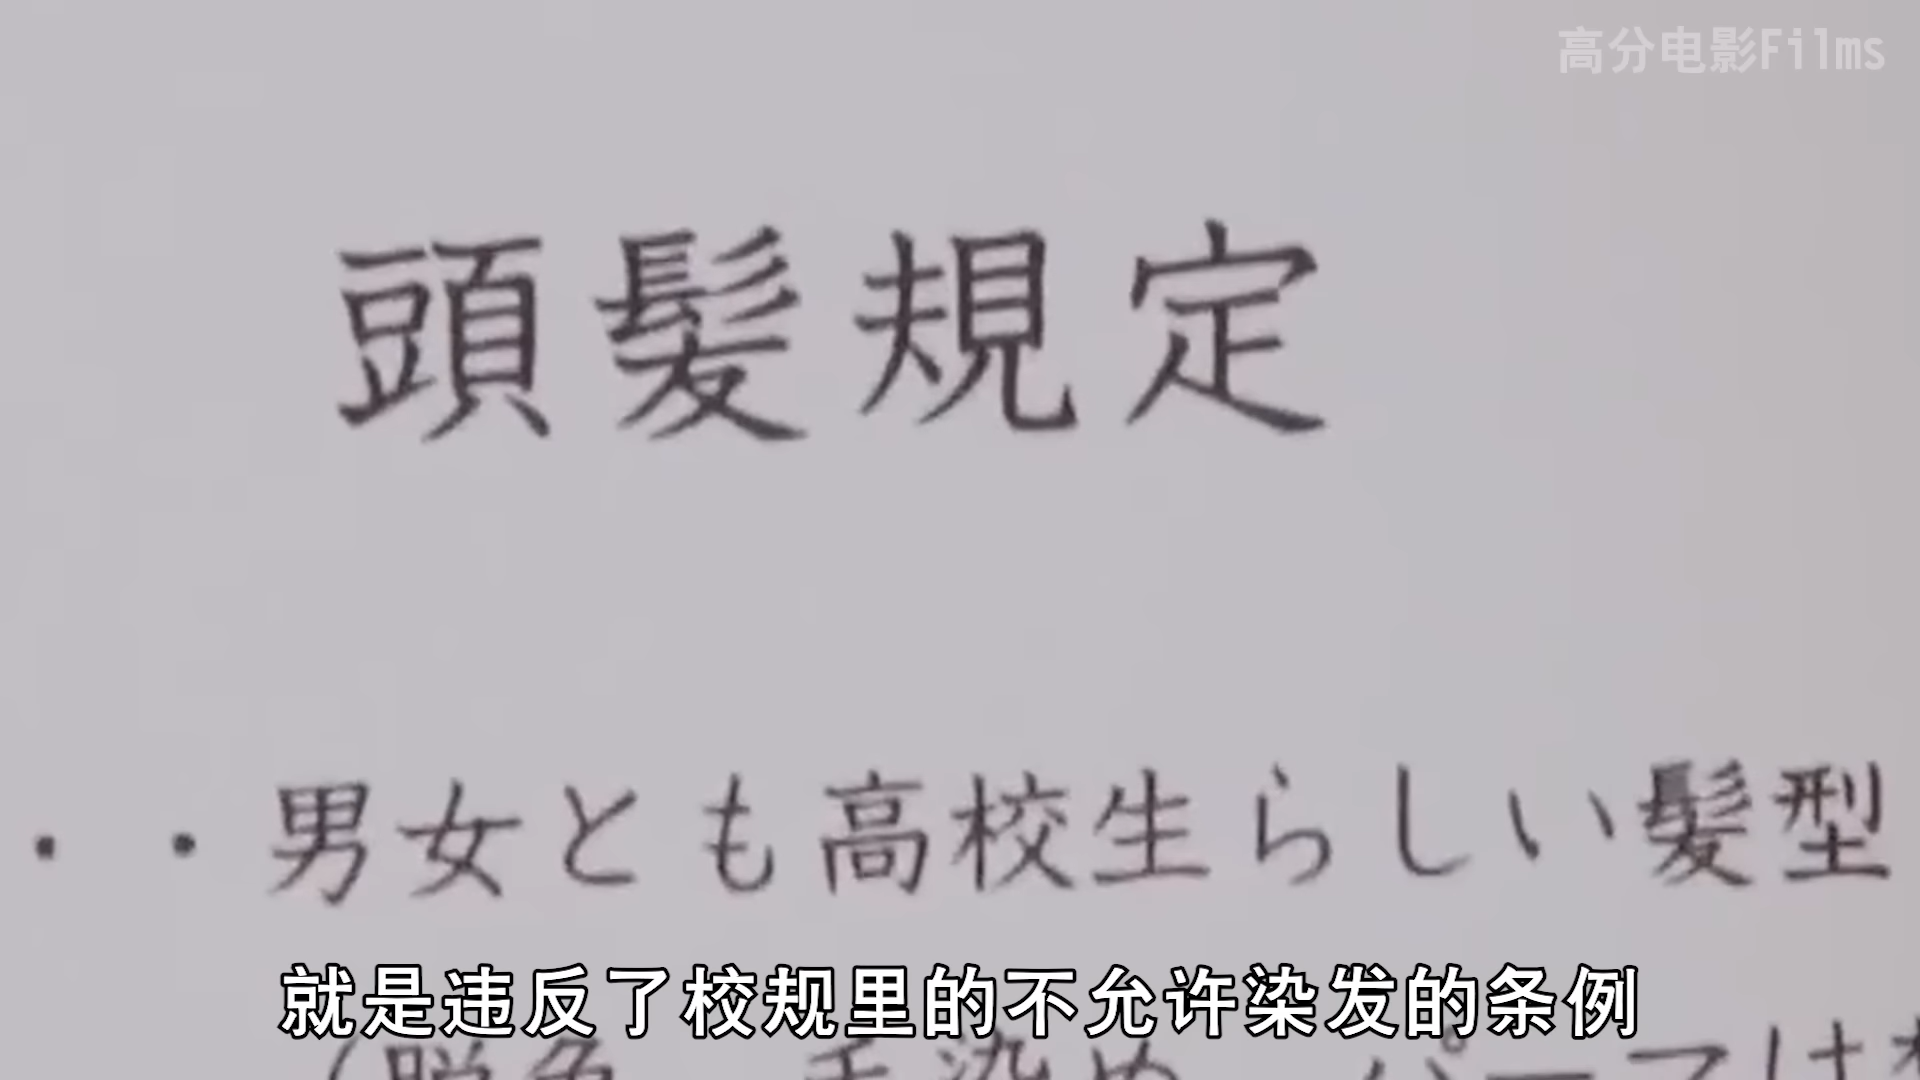 高分电影Films
頭髪規定
・・男女とも高校生らしい髪型
就是违反了校规里的不允许染发的条例